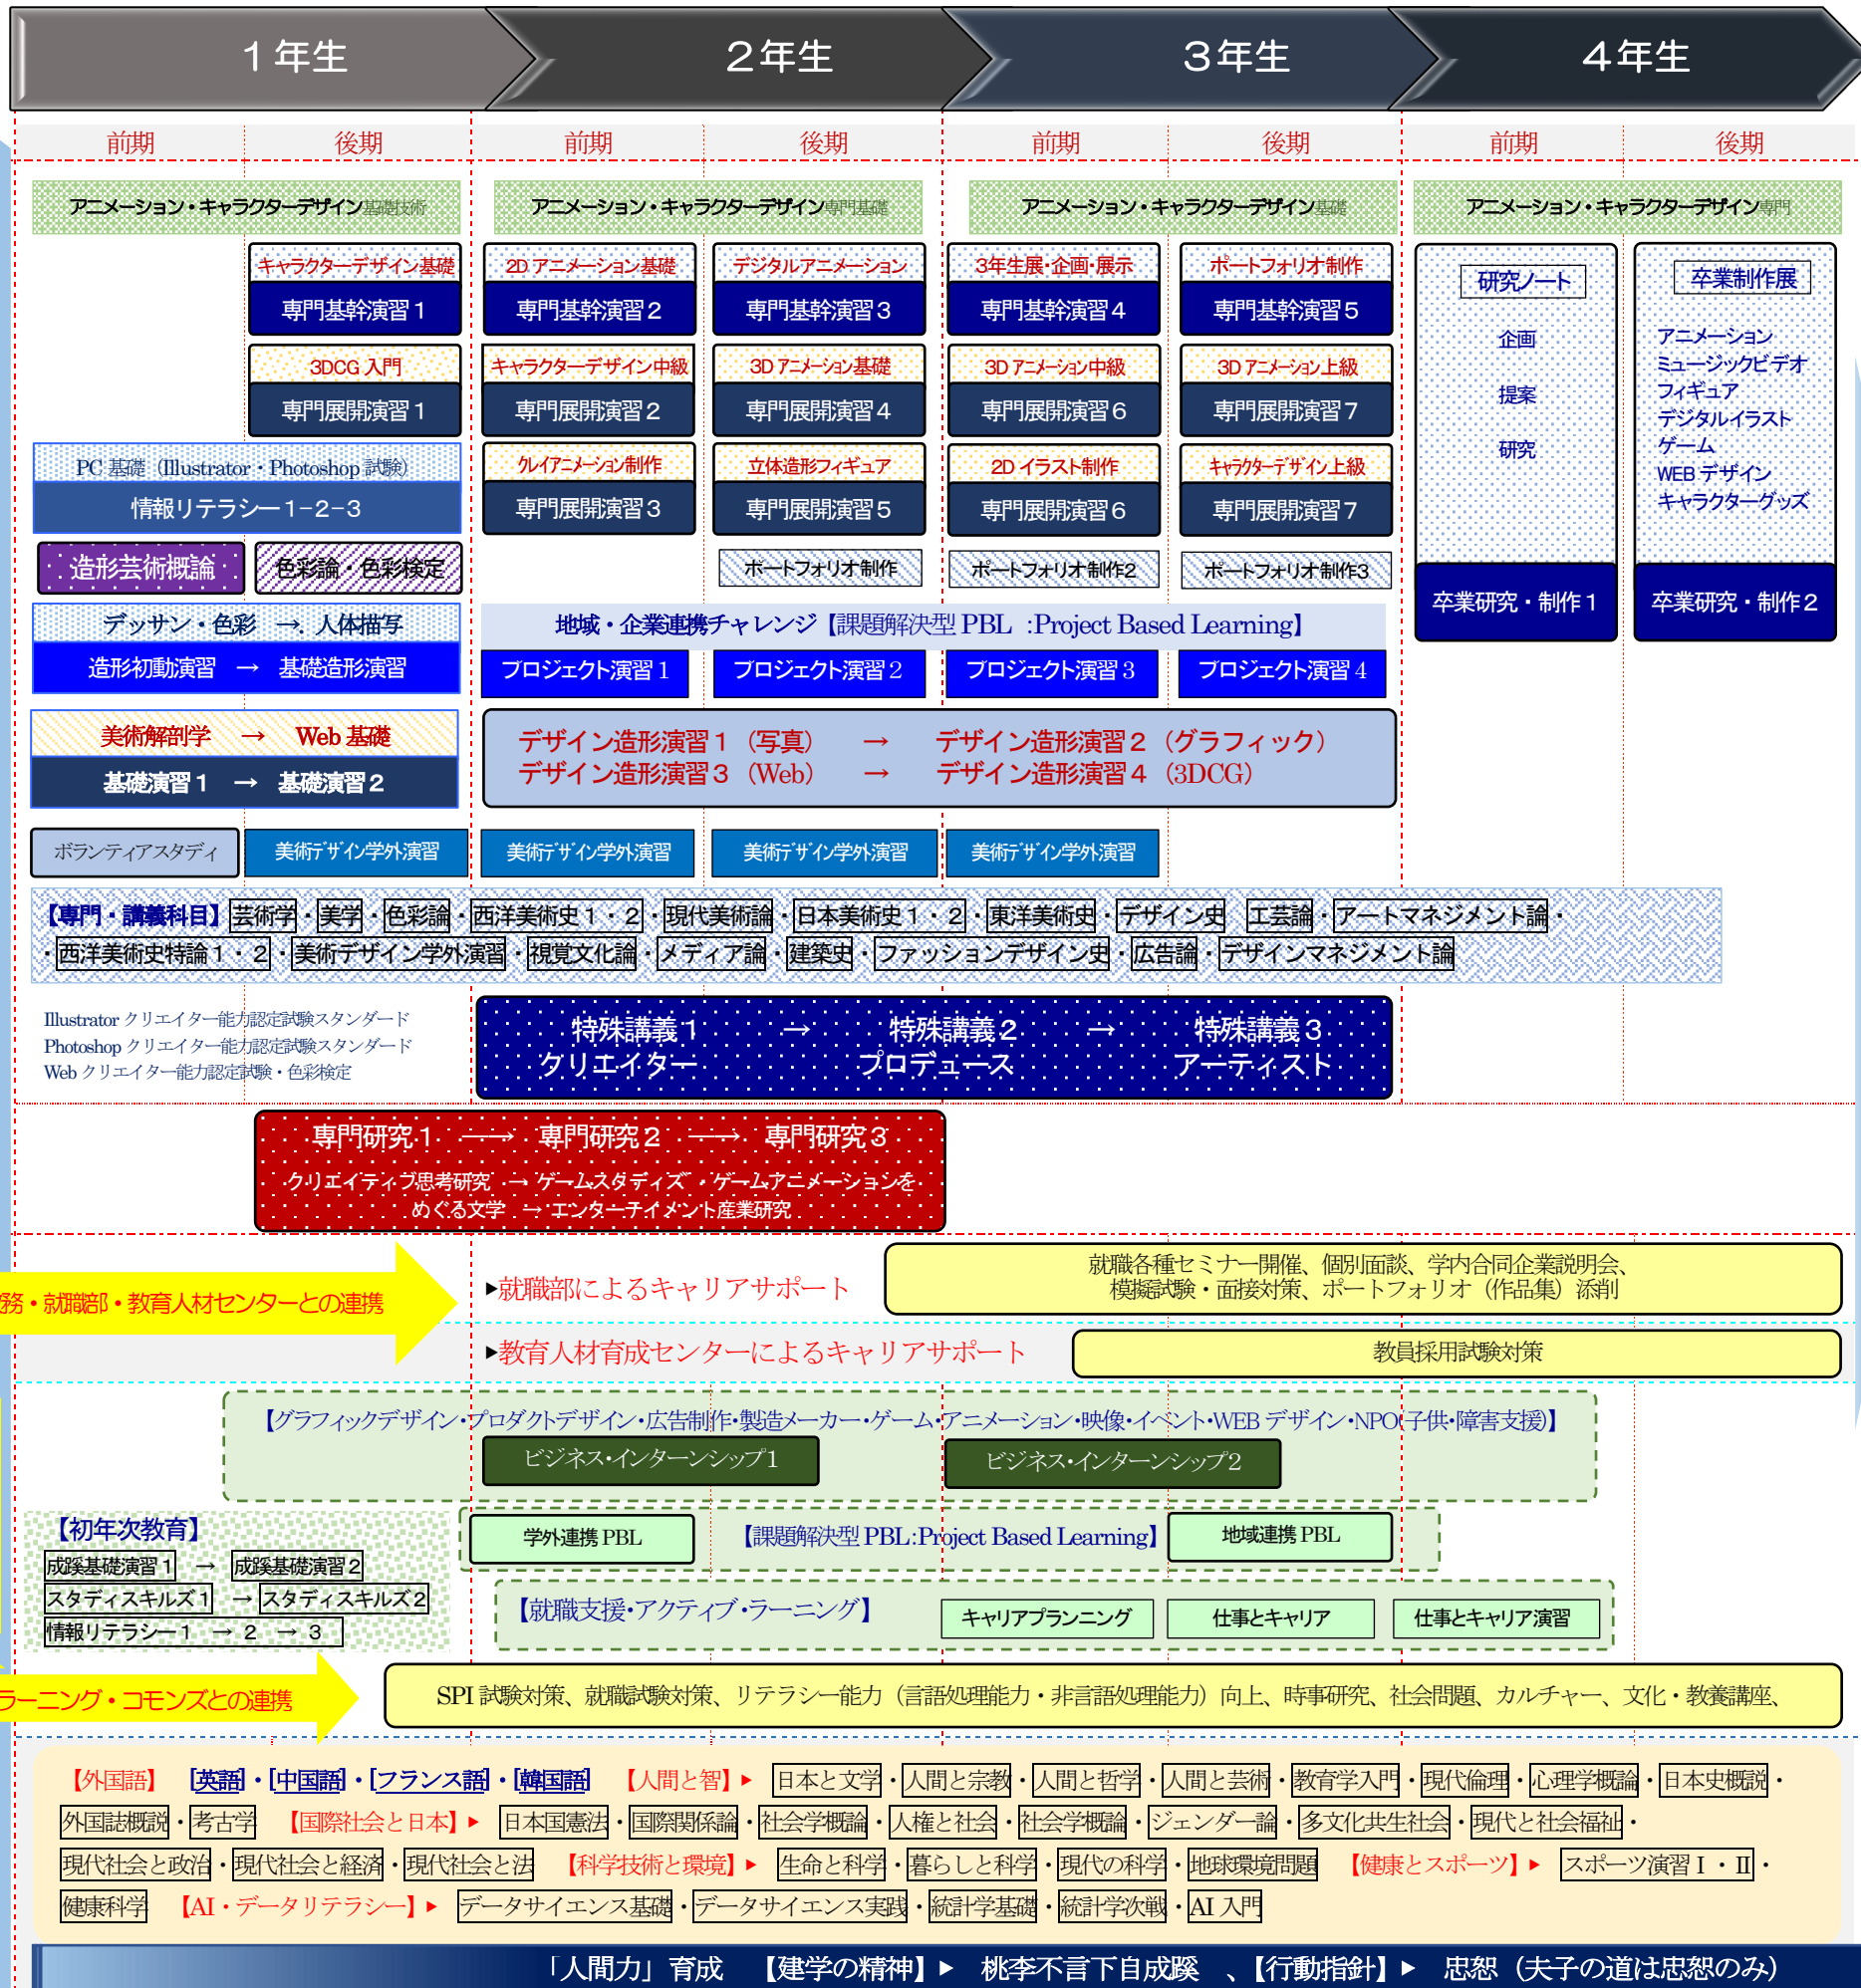 1年生 2年生 3年生 4年生
前期 後期 前期 後期 前期 後期 前期 後期
アニメーション・キャラクターデザイン基礎技術 アニメーション・キャラクターデザイン専門基礎 アニメーション・キャラクターデザイン基礎 アニメーション・キャラクターデザイン専門
キャラクターデザイン基礎 2Dアニメーション基礎 デジタルアニメーション 3年生展・企画・展示 ポートフォリオ制作
専門基幹演習1 専門基幹演習2 専門基幹演習3 専門基幹演習4 専門基幹演習5
3DCG入門 キャラクターデザイン中級 3Dアニメーション基礎 3Dアニメーション中級 3Dアニメーション上級
専門展開演習1 専門展開演習2 専門展開演習4 専門展開演習6 専門展開演習7
PC基礎（Illustrator・Photoshop試験） クレイアニメーション制作 立体造形フィギュア 2Dイラスト制作 キャラクターデザイン上級
情報リテラシー1-2-3 専門展開演習3 専門展開演習5 専門展開演習6 専門展開演習7
造形芸術概論 色彩論・色彩検定 ポートフォリオ制作 ポートフォリオ制作2 ポートフォリオ制作3
研究ノート
企画
提案
研究
卒業研究・制作1
卒業制作展
アニメーション
ミュージックビデオ
フィギュア
デジタルイラスト
ゲーム
WEBデザイン
キャラクターグッズ
卒業研究・制作2
デッサン・色彩 → 人体描写 地域・企業連携チャレンジ【課題解決型PBL :Project Based Learning】
造形初動演習 → 基礎造形演習 プロジェクト演習1 プロジェクト演習2 プロジェクト演習3 プロジェクト演習4
美術解剖学 → Web基礎
基礎演習1 → 基礎演習2
デザイン造形演習1（写真） → デザイン造形演習2（グラフィック）
デザイン造形演習3（Web） → デザイン造形演習4（3DCG）
ボランティアスタディ 美術デザイン学外演習 美術デザイン学外演習 美術デザイン学外演習 美術デザイン学外演習
【専門・講義科目】芸術学・美学・色彩論・西洋美術史1・2・現代美術論・日本美術史1・2・東洋美術史・デザイン史 工芸論・アートマネジメント論・
・西洋美術史特論1・2・美術デザイン学外演習・視覚文化論・メディア論・建築史・ファッションデザイン史・広告論・デザインマネジメント論
Illustratorクリエイター能力認定試験スタンダード
Photoshopクリエイター能力認定試験スタンダード
Webクリエイター能力認定試験・色彩検定
特殊講義1 → 特殊講義2 → 特殊講義3
クリエイター プロデュース アーティスト
専門研究1 → 専門研究2 → 専門研究3
クリエイティブ思考研究 → ゲームスタディズ・ゲームアニメーションを
めぐる文学 → エンターテイメント産業研究
務・就職部・教育人材センターとの連携
▶就職部によるキャリアサポート
就職各種セミナー開催、個別面談、学内合同企業説明会、
模擬試験・面接対策、ポートフォリオ（作品集）添削
▶教育人材育成センターによるキャリアサポート 教員採用試験対策
【グラフィックデザイン・プロダクトデザイン・広告制作・製造メーカー・ゲーム・アニメーション・映像・イベント・WEBデザイン・NPO(子供・障害支援)】
ビジネス・インターンシップ1 ビジネス・インターンシップ2
学外連携PBL 【課題解決型PBL:Project Based Learning】 地域連携PBL
【初年次教育】
成蹊基礎演習1 → 成蹊基礎演習2
スタディスキルズ1 → スタディスキルズ2
情報リテラシー1 → 2 → 3
【就職支援・アクティブ・ラーニング】 キャリアプランニング 仕事とキャリア 仕事とキャリア演習
ラーニング・コモンズとの連携
SPI試験対策、就職試験対策、リテラシー能力（言語処理能力・非言語処理能力）向上、時事研究、社会問題、カルチャー、文化・教養講座、
【外国語】 [英語]・[中国語]・[フランス語]・[韓国語] 【人間と智】▶ 日本と文学・人間と宗教・人間と哲学・人間と芸術・教育学入門・現代倫理・心理学概論・日本史概説・
外国誌概説・考古学 【国際社会と日本】▶ 日本国憲法・国際関係論・社会学概論・人権と社会・社会学概論・ジェンダー論・多文化共生社会・現代と社会福祉・
現代社会と政治・現代社会と経済・現代社会と法 【科学技術と環境】▶ 生命と科学・暮らしと科学・現代の科学・地球環境問題 【健康とスポーツ】▶ スポーツ演習Ⅰ・Ⅱ・
健康科学 【AI・データリテラシー】▶ データサイエンス基礎・データサイエンス実践・統計学基礎・統計学次戦・AI入門
「人間力」育成 【建学の精神】▶ 桃李不言下自成蹊 、【行動指針】▶ 忠恕（夫子の道は忠恕のみ）